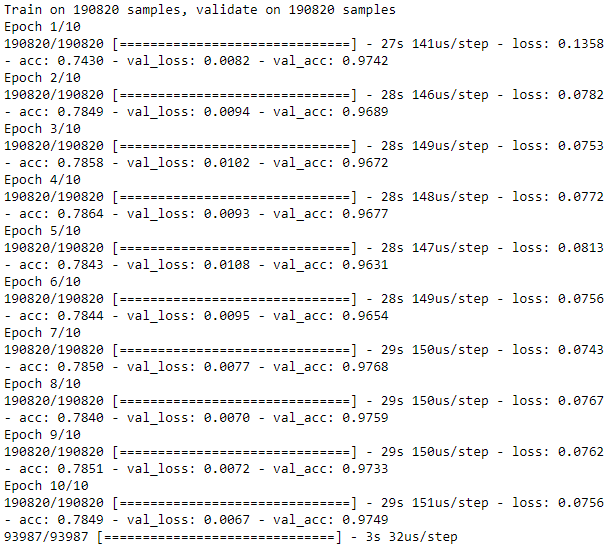 Train on 190820 samples, validate on 190820 samples
Epoch 1/10
190820/190820 [==============================] - 27s 141us/step - loss: 0.1358
- acc: 0.7430 - val_loss: 0.0082 - val_acc: 0.9742
Epoch 2/10
190820/190820 [==============================] - 28s 146us/step - loss: 0.0782
- acc: 0.7849 - val_loss: 0.0094 - val_acc: 0.9689
Epoch 3/10
190820/190820 [==============================] - 28s 149us/step - loss: 0.0753
- acc: 0.7858 - val_loss: 0.0102 - val_acc: 0.9672
Epoch 4/10
190820/190820 [==============================] - 28s 148us/step - loss: 0.0772
- acc: 0.7864 - val_loss: 0.0093 - val_acc: 0.9677
Epoch 5/10
190820/190820 [==============================] - 28s 147us/step - loss: 0.0813
- acc: 0.7843 - val_loss: 0.0108 - val_acc: 0.9631
Epoch 6/10
190820/190820 [==============================] - 28s 149us/step - loss: 0.0756
- acc: 0.7844 - val_loss: 0.0095 - val_acc: 0.9654
Epoch 7/10
190820/190820 [==============================] - 29s 150us/step - loss: 0.0743
- acc: 0.7850 - val_loss: 0.0077 - val_acc: 0.9768
Epoch 8/10
190820/190820 [==============================] - 29s 150us/step - loss: 0.0767
- acc: 0.7840 - val_loss: 0.0070 - val_acc: 0.9759
Epoch 9/10
190820/190820 [==============================] - 29s 150us/step - loss: 0.0762
- acc: 0.7851 - val_loss: 0.0072 - val_acc: 0.9733
Epoch 10/10
190820/190820 [==============================] - 29s 151us/step - loss: 0.0756
- acc: 0.7849 - val_loss: 0.0067 - val_acc: 0.9749
93987/93987 [==============================] - 3s 32us/step